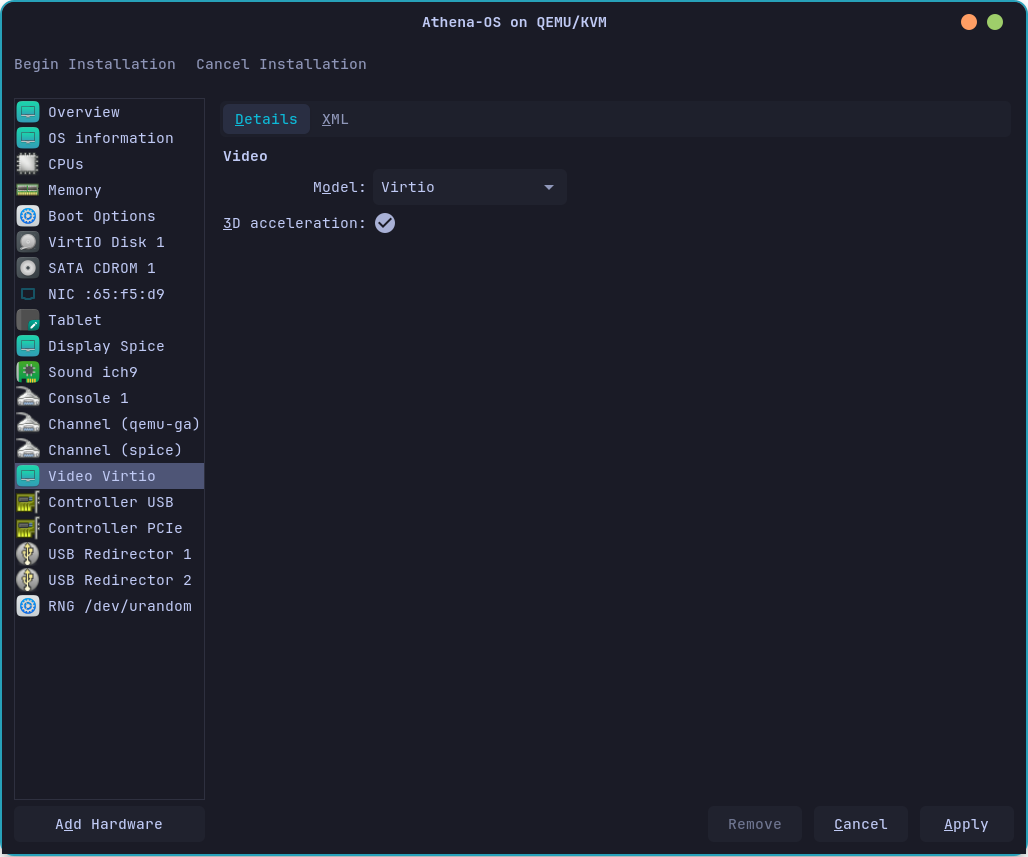 Athena-OS on QEMU/KVM
Begin Installation Cancel Installation
Overview
OS information
CPUs
Memory
Boot Options
VirtIO Disk 1
SATA CDROM 1
NIC :65:f5:d9
Tablet
Display Spice
Sound ich9
Console 1
Channel (qemu-ga)
Channel (spice)
Video Virtio
Controller USB
Controller PCIe
USB Redirector 1
USB Redirector 2
RNG /dev/urandom
Details XML
Video
Model: Virtio
3D acceleration:
Add Hardware Remove Cancel Apply